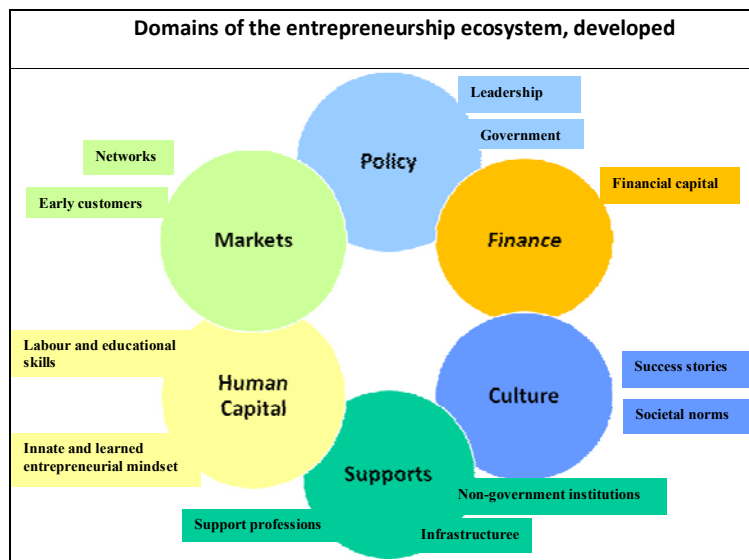 Domains of the entrepreneurship ecosystem, developed
Leadership
Government
Policy
Networks
Early customers
Markets
Financial capital
Finance
Labour and educational
skills
Human
Capital
Innate and learned
entrepreneurial mindset
Culture
Success stories
Societal norms
Supports
Non-government institutions
Support professions
Infrastructuree